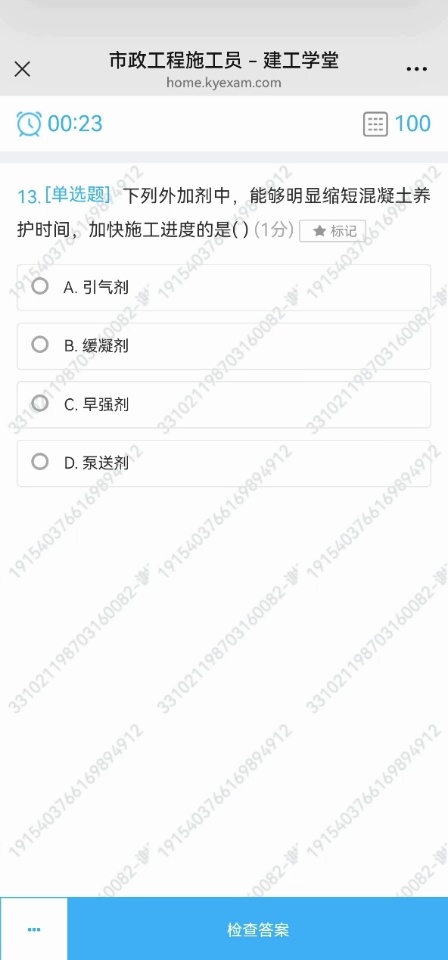 市政工程施工员 - 建工学堂
home.kyexam.com
00:23
100
13.[单选题] 下列外加剂中，能够明显缩短混凝土养
护时间，加快施工进度的是( ) (1分) ★ 标记
A. 引气剂
B. 缓凝剂
C. 早强剂
D. 泵送剂
检查答案